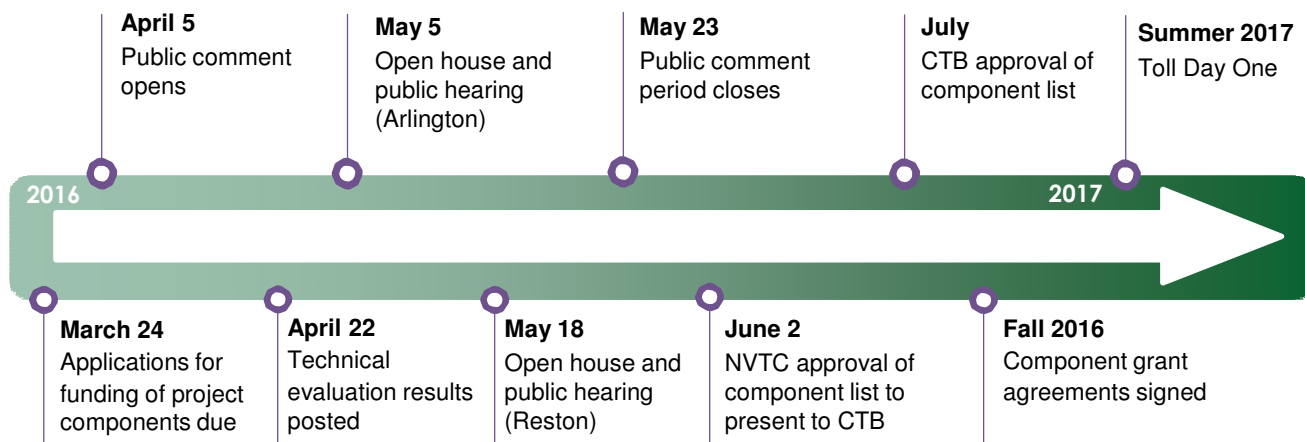 April 5
Public comment
opens
May 5
Open house and
public hearing
(Arlington)
May 23
Public comment
period closes
July
CTB approval of
component list
Summer 2017
Toll Day One
2016
2017
March 24
Applications for
funding of project
components due
April 22
Technical
evaluation results
posted
May 18
Open house and
public hearing
(Reston)
June 2
NVTC approval of
component list to
present to CTB
Fall 2016
Component grant
agreements signed